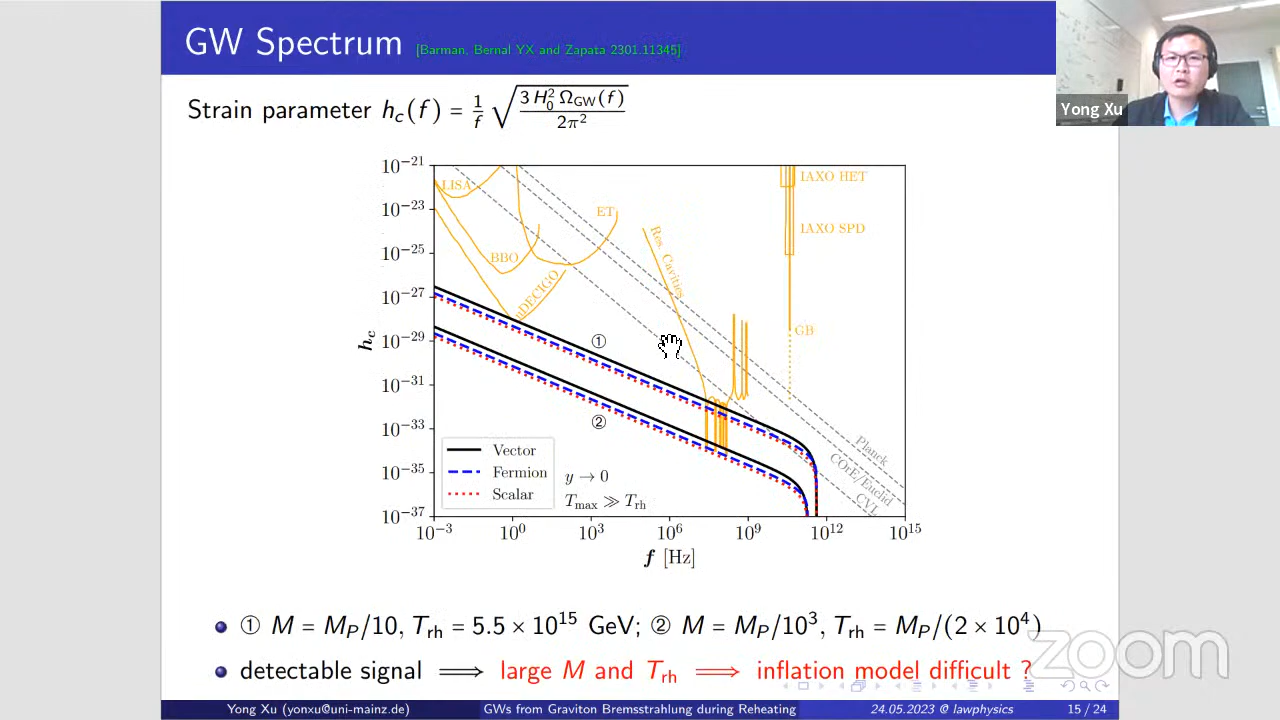 GW Spectrum [Barman, Bernal YX and Zapata 2301.11345]
Yong Xu
Strain parameter h_c(f) = 1/f √(3 H_0^2 Ω_GW(f) / 2π^2)
10^−21
10^−23
10^−25
10^−27
10^−29
10^−31
10^−33
10^−35
10^−37
h_c
LISA
BBO
uDECIGO
ET
Res. Cavities
IAXO HET
IAXO SPD
GB
①
②
Planck
COrE/Euclid
CVL
Vector
Fermion
Scalar
y → 0
T_max ≫ T_rh
10^−3 10^0 10^3 10^6 10^9 10^12 10^15
f [Hz]
① M = M_P/10, T_rh = 5.5 × 10^15 GeV; ② M = M_P/10^3, T_rh = M_P/(2 × 10^4)
detectable signal ⟹ large M and T_rh ⟹ inflation model difficult ?
zoom
Yong Xu (yonxu@uni-mainz.de) GWs from Graviton Bremsstrahlung during Reheating 24.05.2023 @ lawphysics 15 / 24